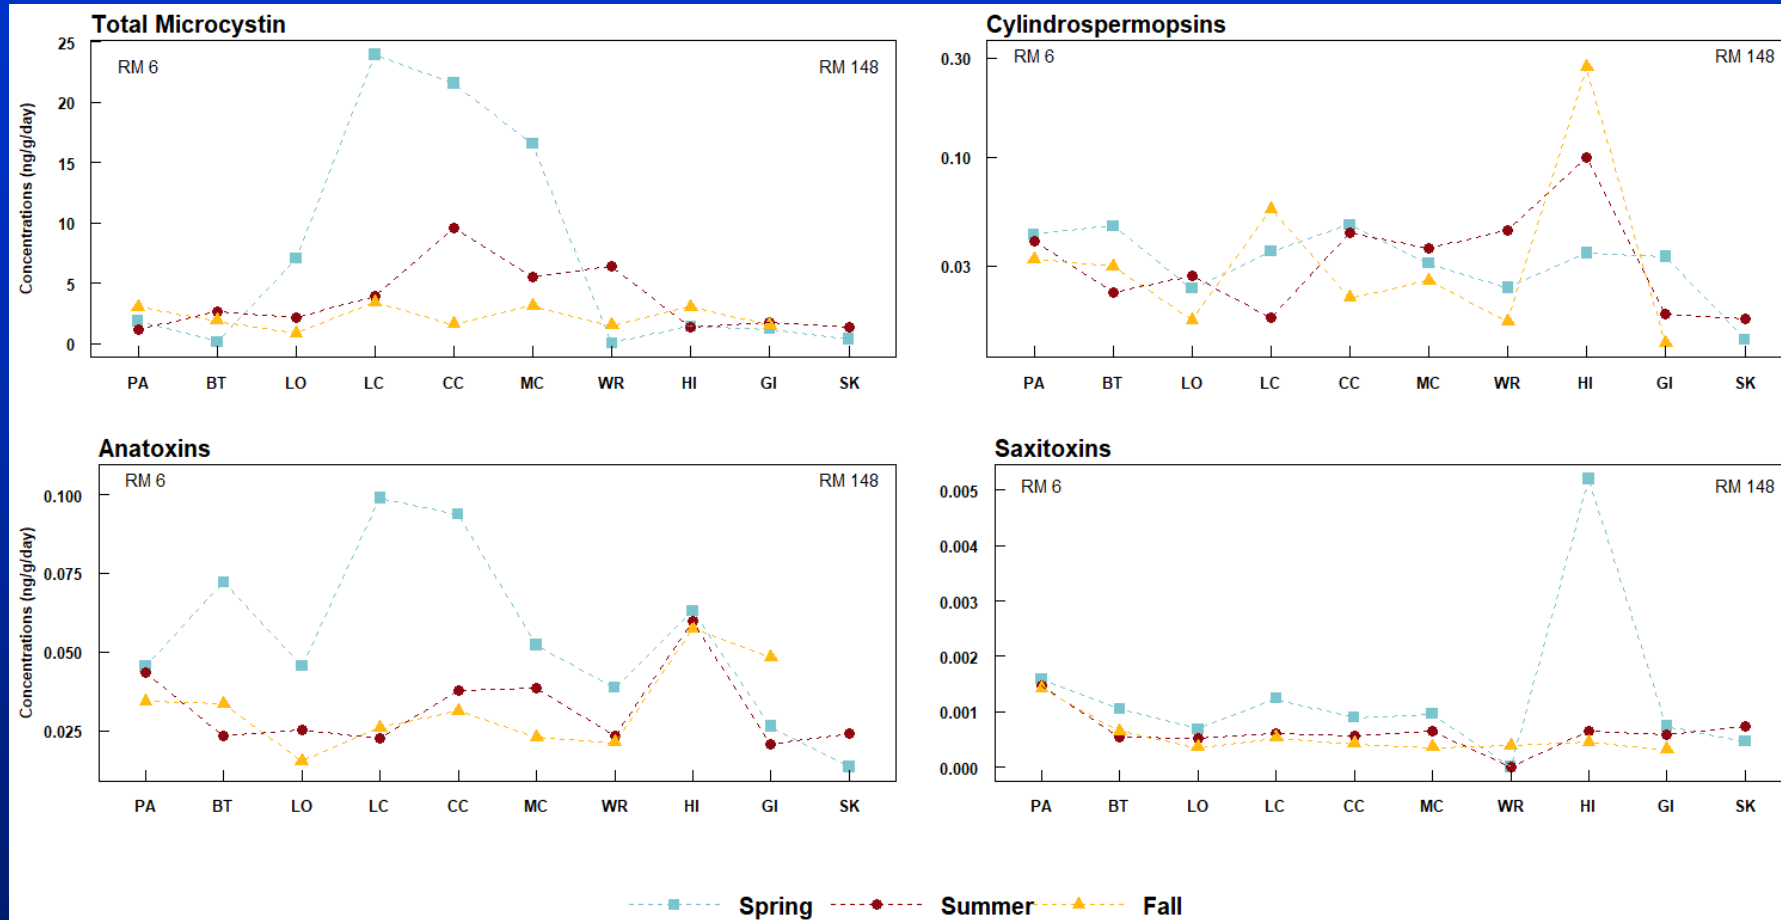 Total Microcystin
Concentrations (ng/g/day)
25
20
15
10
5
0
RM 6
RM 148
PA BT LO LC CC MC WR HI GI SK
Cylindrospermopsins
0.30
0.10
0.03
RM 6
RM 148
PA BT LO LC CC MC WR HI GI SK
Anatoxins
Concentrations (ng/g/day)
0.100
0.075
0.050
0.025
RM 6
RM 148
PA BT LO LC CC MC WR HI GI SK
Saxitoxins
0.005
0.004
0.003
0.002
0.001
0.000
RM 6
RM 148
PA BT LO LC CC MC WR HI GI SK
Spring Summer Fall